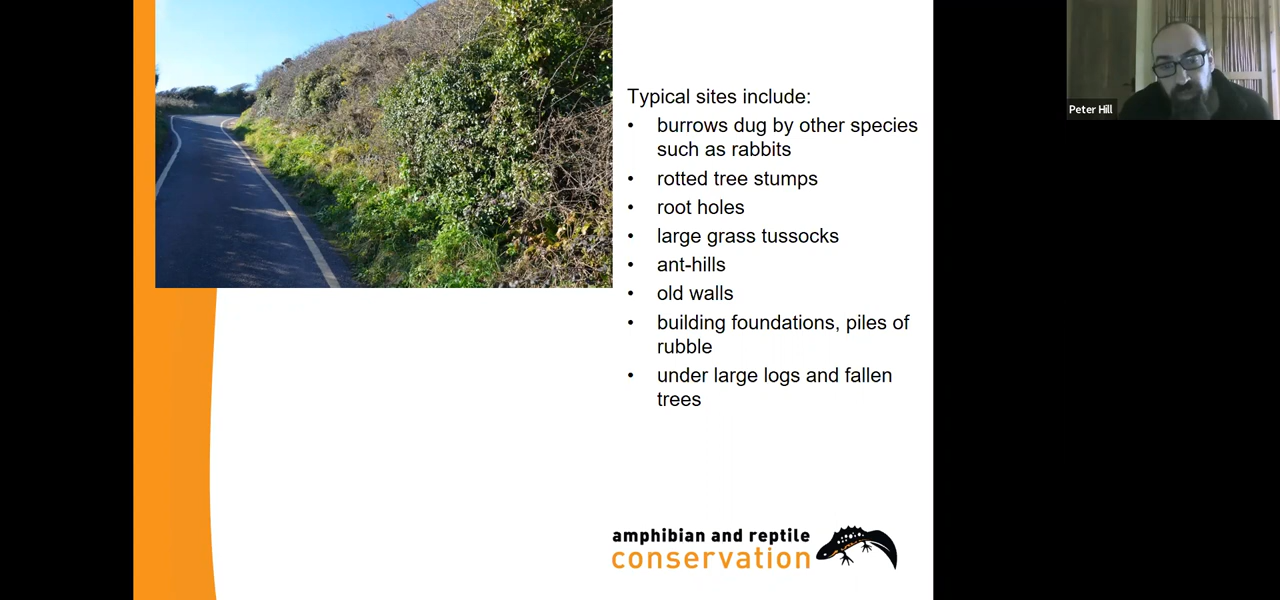 Typical sites include:
• burrows dug by other species
such as rabbits
• rotted tree stumps
• root holes
• large grass tussocks
• ant-hills
• old walls
• building foundations, piles of
rubble
• under large logs and fallen
trees
amphibian and reptile
conservation
Peter Hill